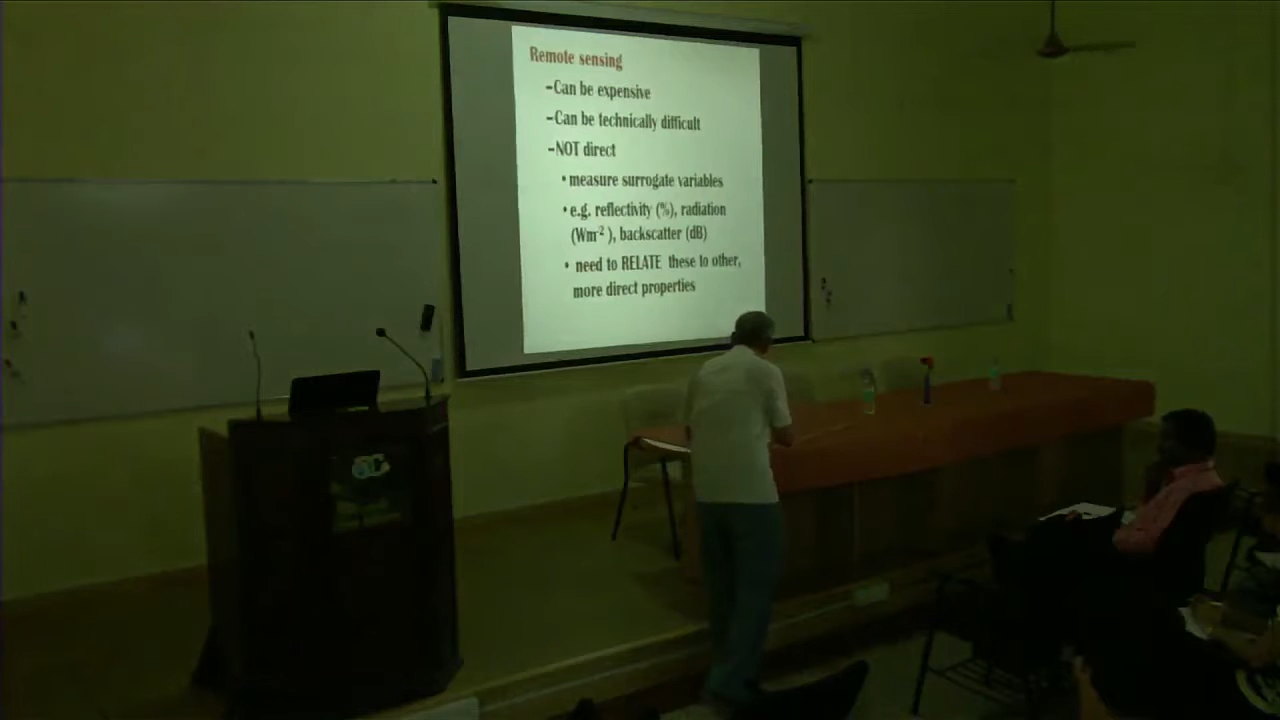 Remote sensing
–Can be expensive
–Can be technically difficult
–NOT direct
• measure surrogate variables
• e.g. reflectivity (%), radiation
(Wm-2 ), backscatter (dB)
• need to RELATE these to other,
more direct properties